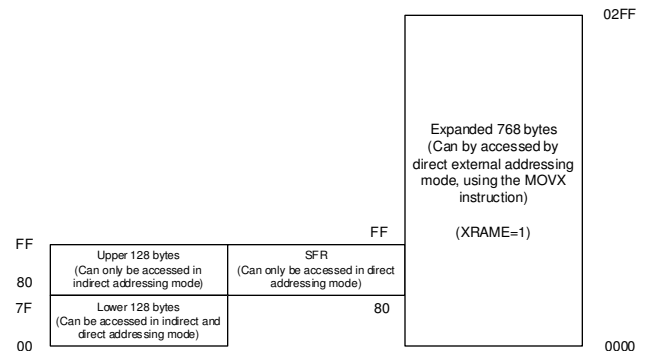 02FF
Expanded 768 bytes
(Can by accessed by
direct external addressing
mode, using the MOVX
instruction)
(XRAME=1)
FF
FF
Upper 128 bytes
(Can only be accessed in
indirect addressing mode)
SFR
(Can only be accessed in direct
addressing mode)
80
7F
Lower 128 bytes
(Can be accessed in indirect and
direct addressing mode)
80
00
0000